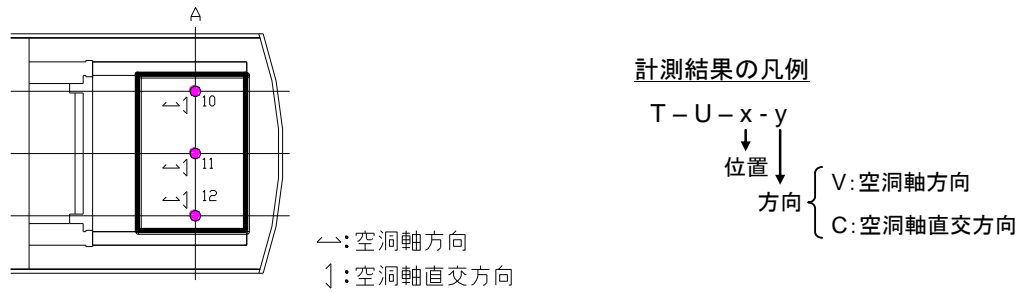 A
10
11
12
⇀:空洞軸方向
↿:空洞軸直交方向
計測結果の凡例
T – U – x - y
位置
方向
V:空洞軸方向
C:空洞軸直交方向